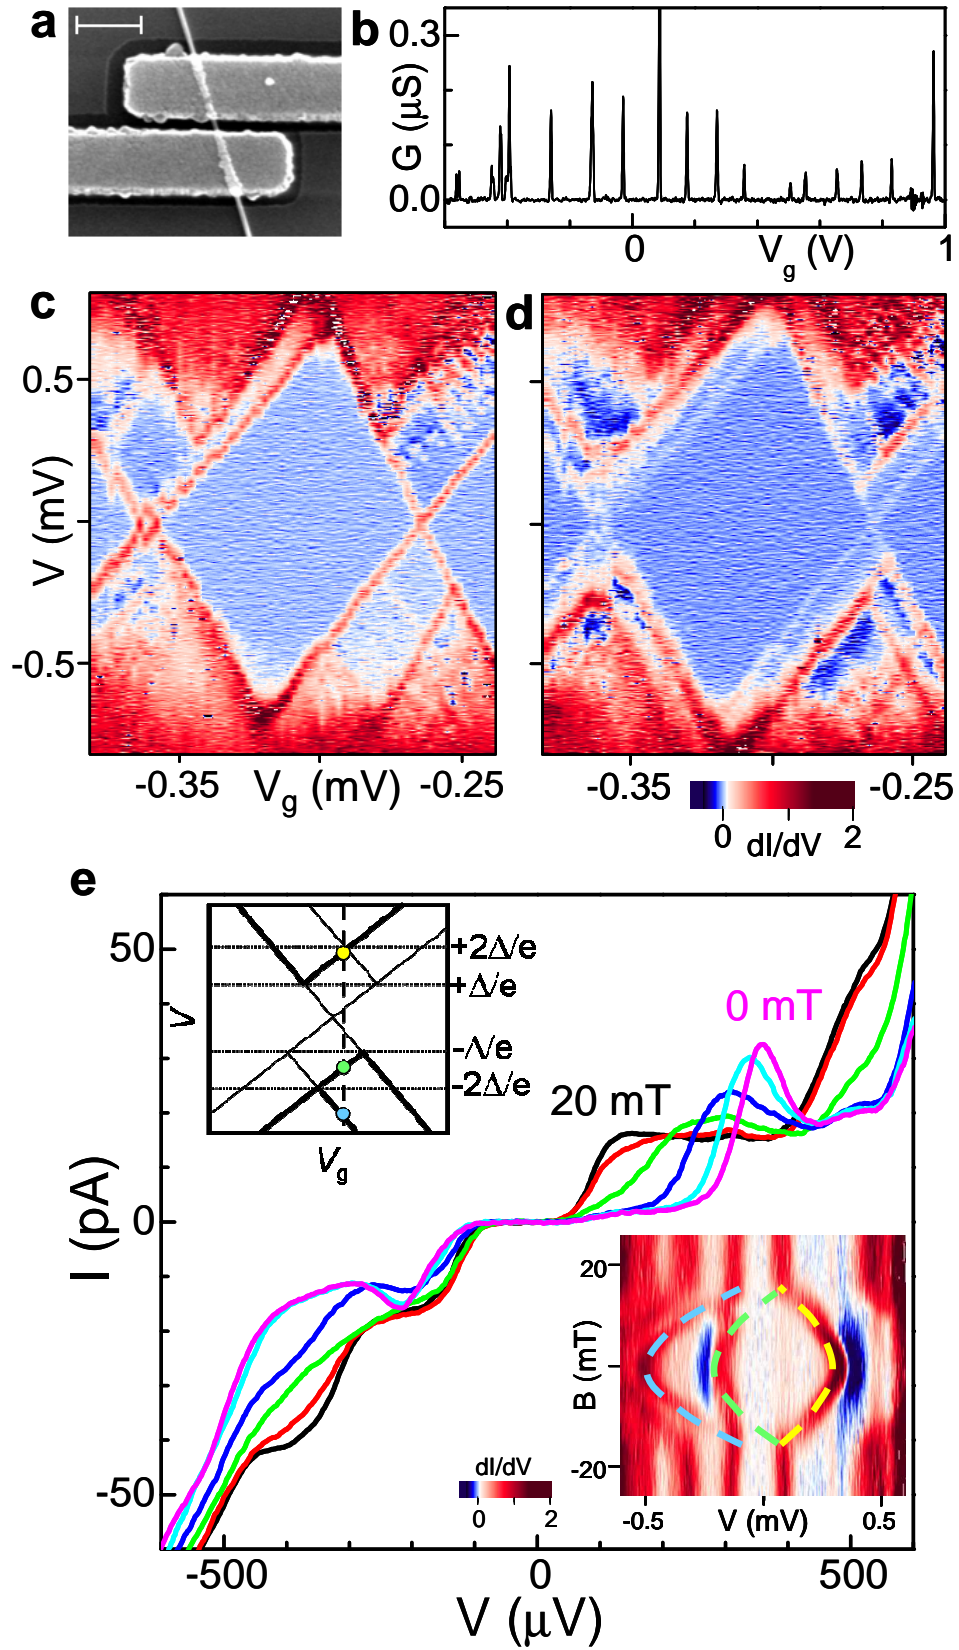 a
b
0.3
G (μS)
0.0
0
V_g (V)
1
c
d
0.5
V (mV)
-0.5
-0.35
V_g (mV)
-0.25
-0.35
-0.25
0
dI/dV
2
e
50
I (pA)
0
-50
V
+2Δ/e
+Δ/e
-Δ/e
-2Δ/e
V_g
0 mT
20 mT
20
B (mT)
0
-20
-0.5
V (mV)
0.5
dI/dV
0
2
-500
0
500
V (μV)